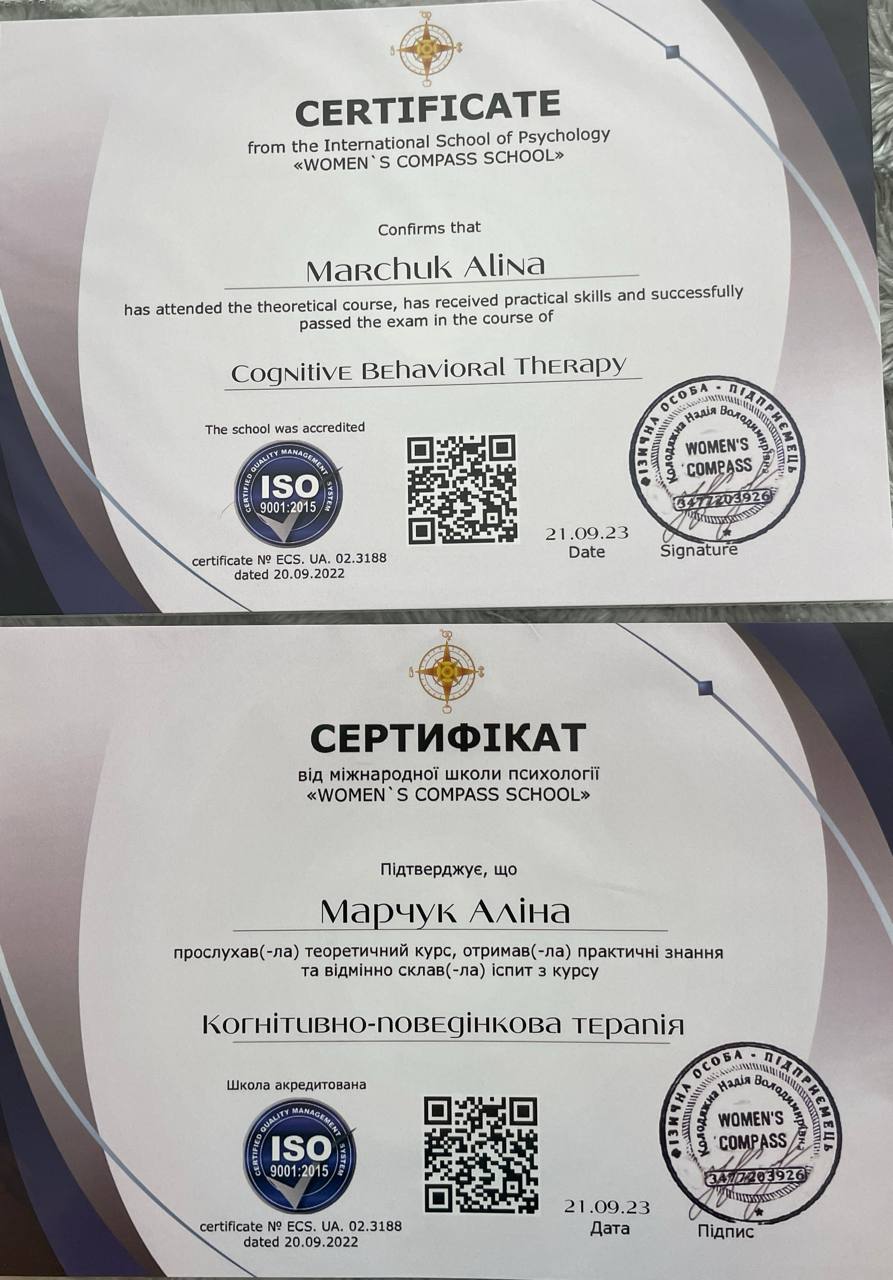 CERTIFICATE
from the International School of Psychology
«WOMEN`S COMPASS SCHOOL»
Confirms that
Marchuk Alina
has attended the theoretical course, has received practical skills and successfully
passed the exam in the course of
Cognitive Behavioral Therapy
The school was accredited
CERTIFIED QUALITY MANAGEMENT SYSTEM
ISO
9001:2015
certificate № ECS. UA. 02.3188
dated 20.09.2022
21.09.23
Date
ФІЗИЧНА ОСОБА - ПІДПРИЄМЕЦЬ
Колодяжна Надія Володимирівна
WOMEN'S
COMPASS
3477203926
Signature
СЕРТИФІКАТ
від міжнародної школи психології
«WOMEN`S COMPASS SCHOOL»
Підтверджує, що
Марчук Аліна
прослухав(-ла) теоретичний курс, отримав(-ла) практичні знання
та відмінно склав(-ла) іспит з курсу
Когнітивно-поведінкова терапія
Школа акредитована
CERTIFIED QUALITY MANAGEMENT SYSTEM
ISO
9001:2015
certificate № ECS. UA. 02.3188
dated 20.09.2022
21.09.23
Дата
ФІЗИЧНА ОСОБА - ПІДПРИЄМЕЦЬ
Колодяжна Надія Володимирівна
WOMEN'S
COMPASS
3477203926
Підпис